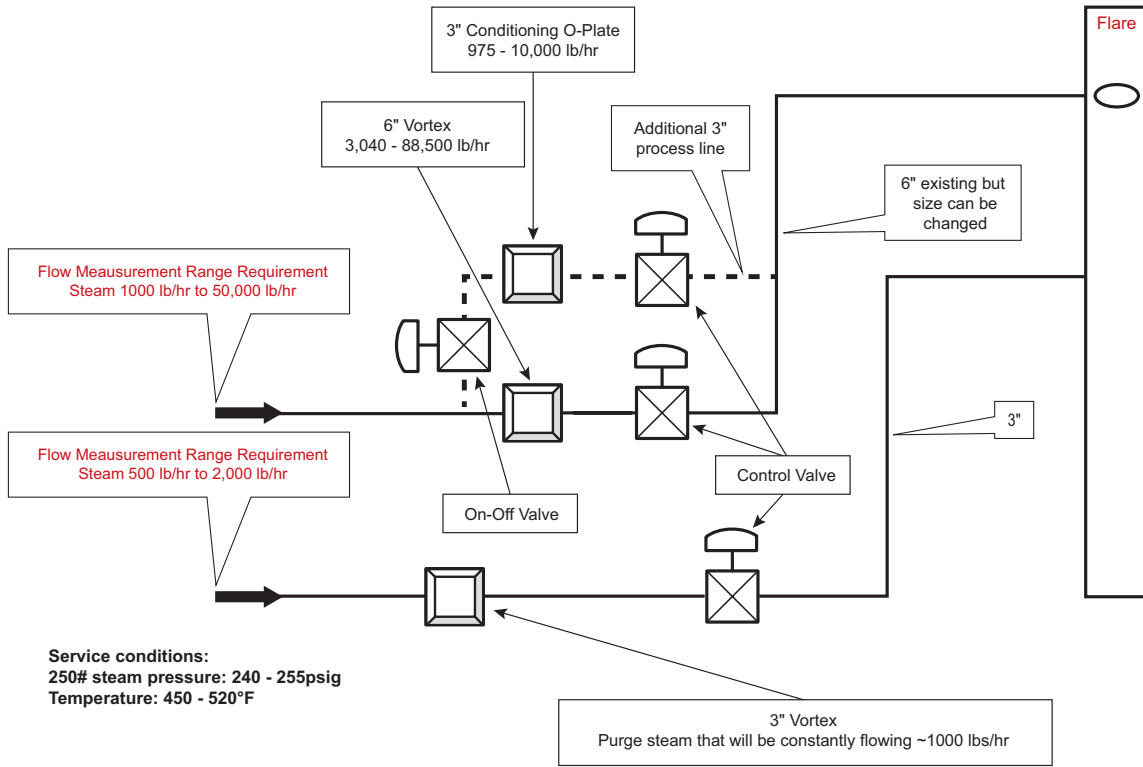 3" Conditioning O-Plate
975 - 10,000 lb/hr
Flare
6" Vortex
3,040 - 88,500 lb/hr
Additional 3"
process line
6" existing but
size can be
changed
Flow Meausurement Range Requirement
Steam 1000 lb/hr to 50,000 lb/hr
Flow Meausurement Range Requirement
Steam 500 lb/hr to 2,000 lb/hr
3"
On-Off Valve
Control Valve
Service conditions:
250# steam pressure: 240 - 255psig
Temperature: 450 - 520°F
3" Vortex
Purge steam that will be constantly flowing ~1000 lbs/hr